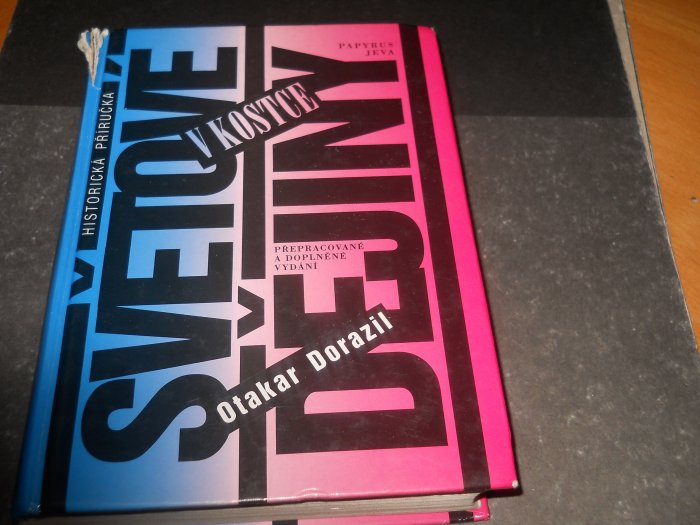 HISTORICKÁ PŘÍRUČKA
SVĚTOVÉ
V KOSTCE
DĚJINY
PAPYRUS
JEVA
PŘEPRACOVANÉ
A DOPLNĚNÉ
VYDÁNÍ
Otakar Dorazil